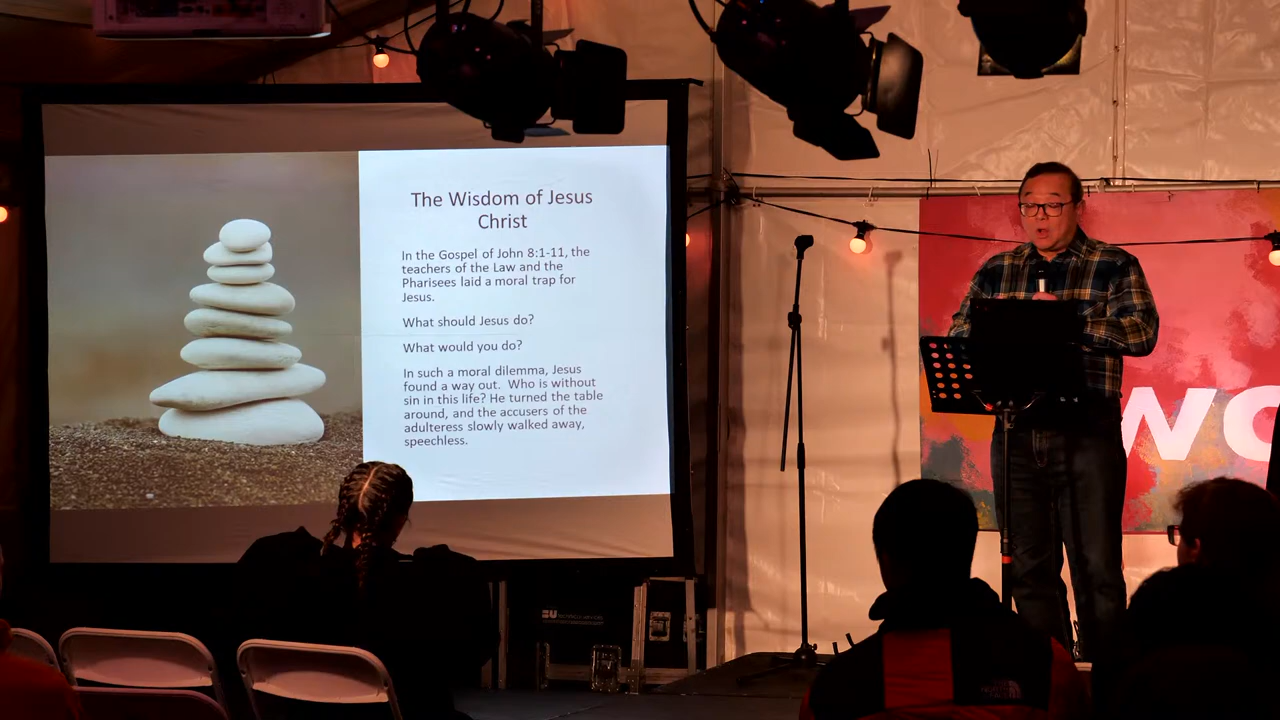 The Wisdom of Jesus
Christ
In the Gospel of John 8:1-11, the
teachers of the Law and the
Pharisees laid a moral trap for
Jesus.
What should Jesus do?
What would you do?
In such a moral dilemma, Jesus
found a way out.  Who is without
sin in this life? He turned the table
around, and the accusers of the
adulteress slowly walked away,
speechless.
wo